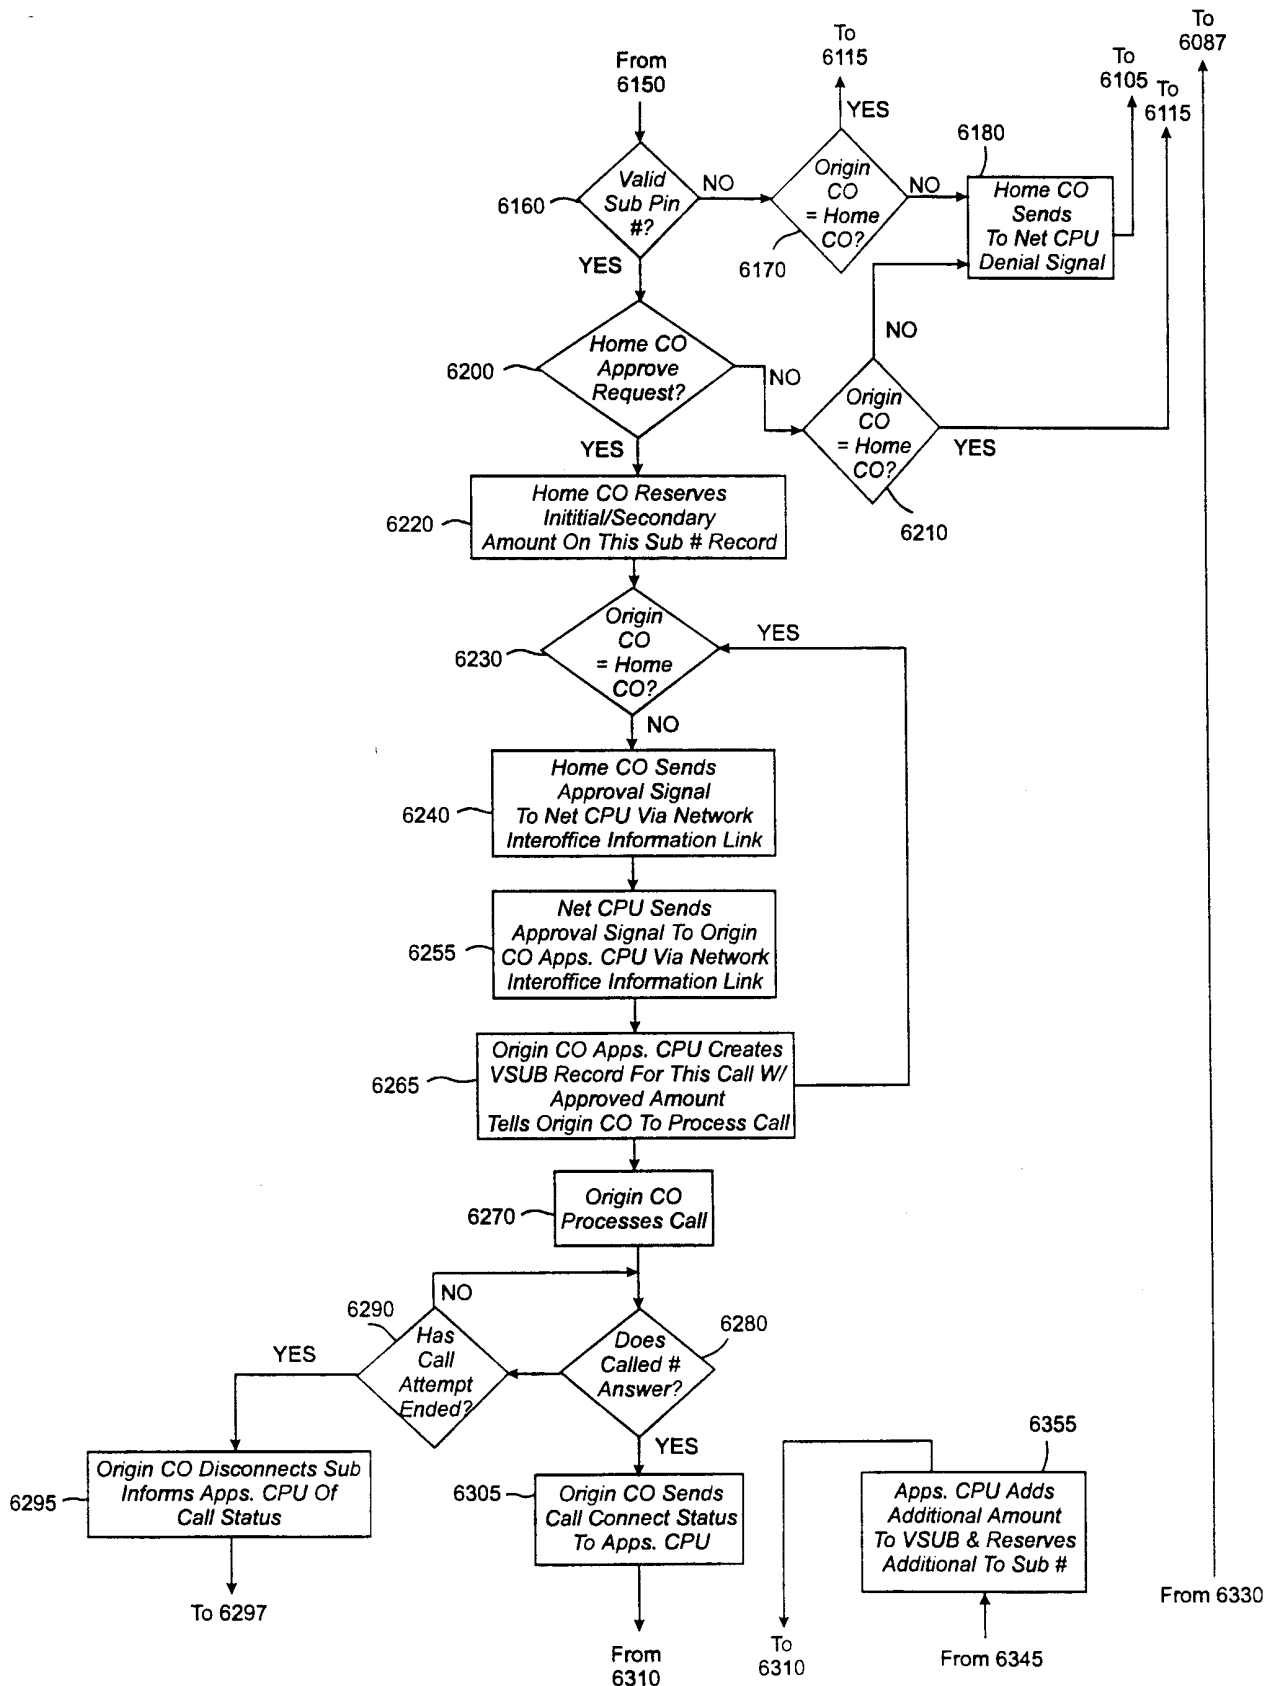 To
6087
To
6115
From
6150
To
6105
To
6115
YES
6180
Valid
Sub Pin
#?
6160
NO
Origin
CO
= Home
CO?
6170
NO
Home CO
Sends
To Net CPU
Denial Signal
YES
Home CO
Approve
Request?
6200
NO
NO
Origin
CO
= Home
CO?
YES
6210
YES
Home CO Reserves
Inititial/Secondary
Amount On This Sub # Record
6220
Origin
CO
= Home
CO?
6230
YES
NO
Home CO Sends
Approval Signal
To Net CPU Via Network
Interoffice Information Link
6240
Net CPU Sends
Approval Signal To Origin
CO Apps. CPU Via Network
Interoffice Information Link
6255
Origin CO Apps. CPU Creates
VSUB Record For This Call W/
Approved Amount
Tells Origin CO To Process Call
6265
Origin CO
Processes Call
6270
NO
6290
Has
Call
Attempt
Ended?
YES
6280
Does
Called #
Answer?
YES
Origin CO Disconnects Sub
Informs Apps. CPU Of
Call Status
6295
To 6297
6305
Origin CO Sends
Call Connect Status
To Apps. CPU
From
6310
6355
Apps. CPU Adds
Additional Amount
To VSUB & Reserves
Additional To Sub #
To
6310
From 6345
From 6330